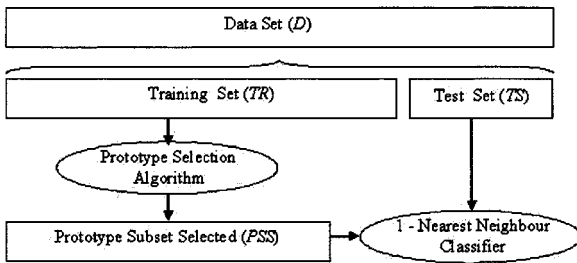 Data Set (D)
Training Set (TR)
Test Set (TS)
Prototype Selection
Algorithm
Prototype Subset Selected (PSS)
1 - Nearest Neighbour
Classifier